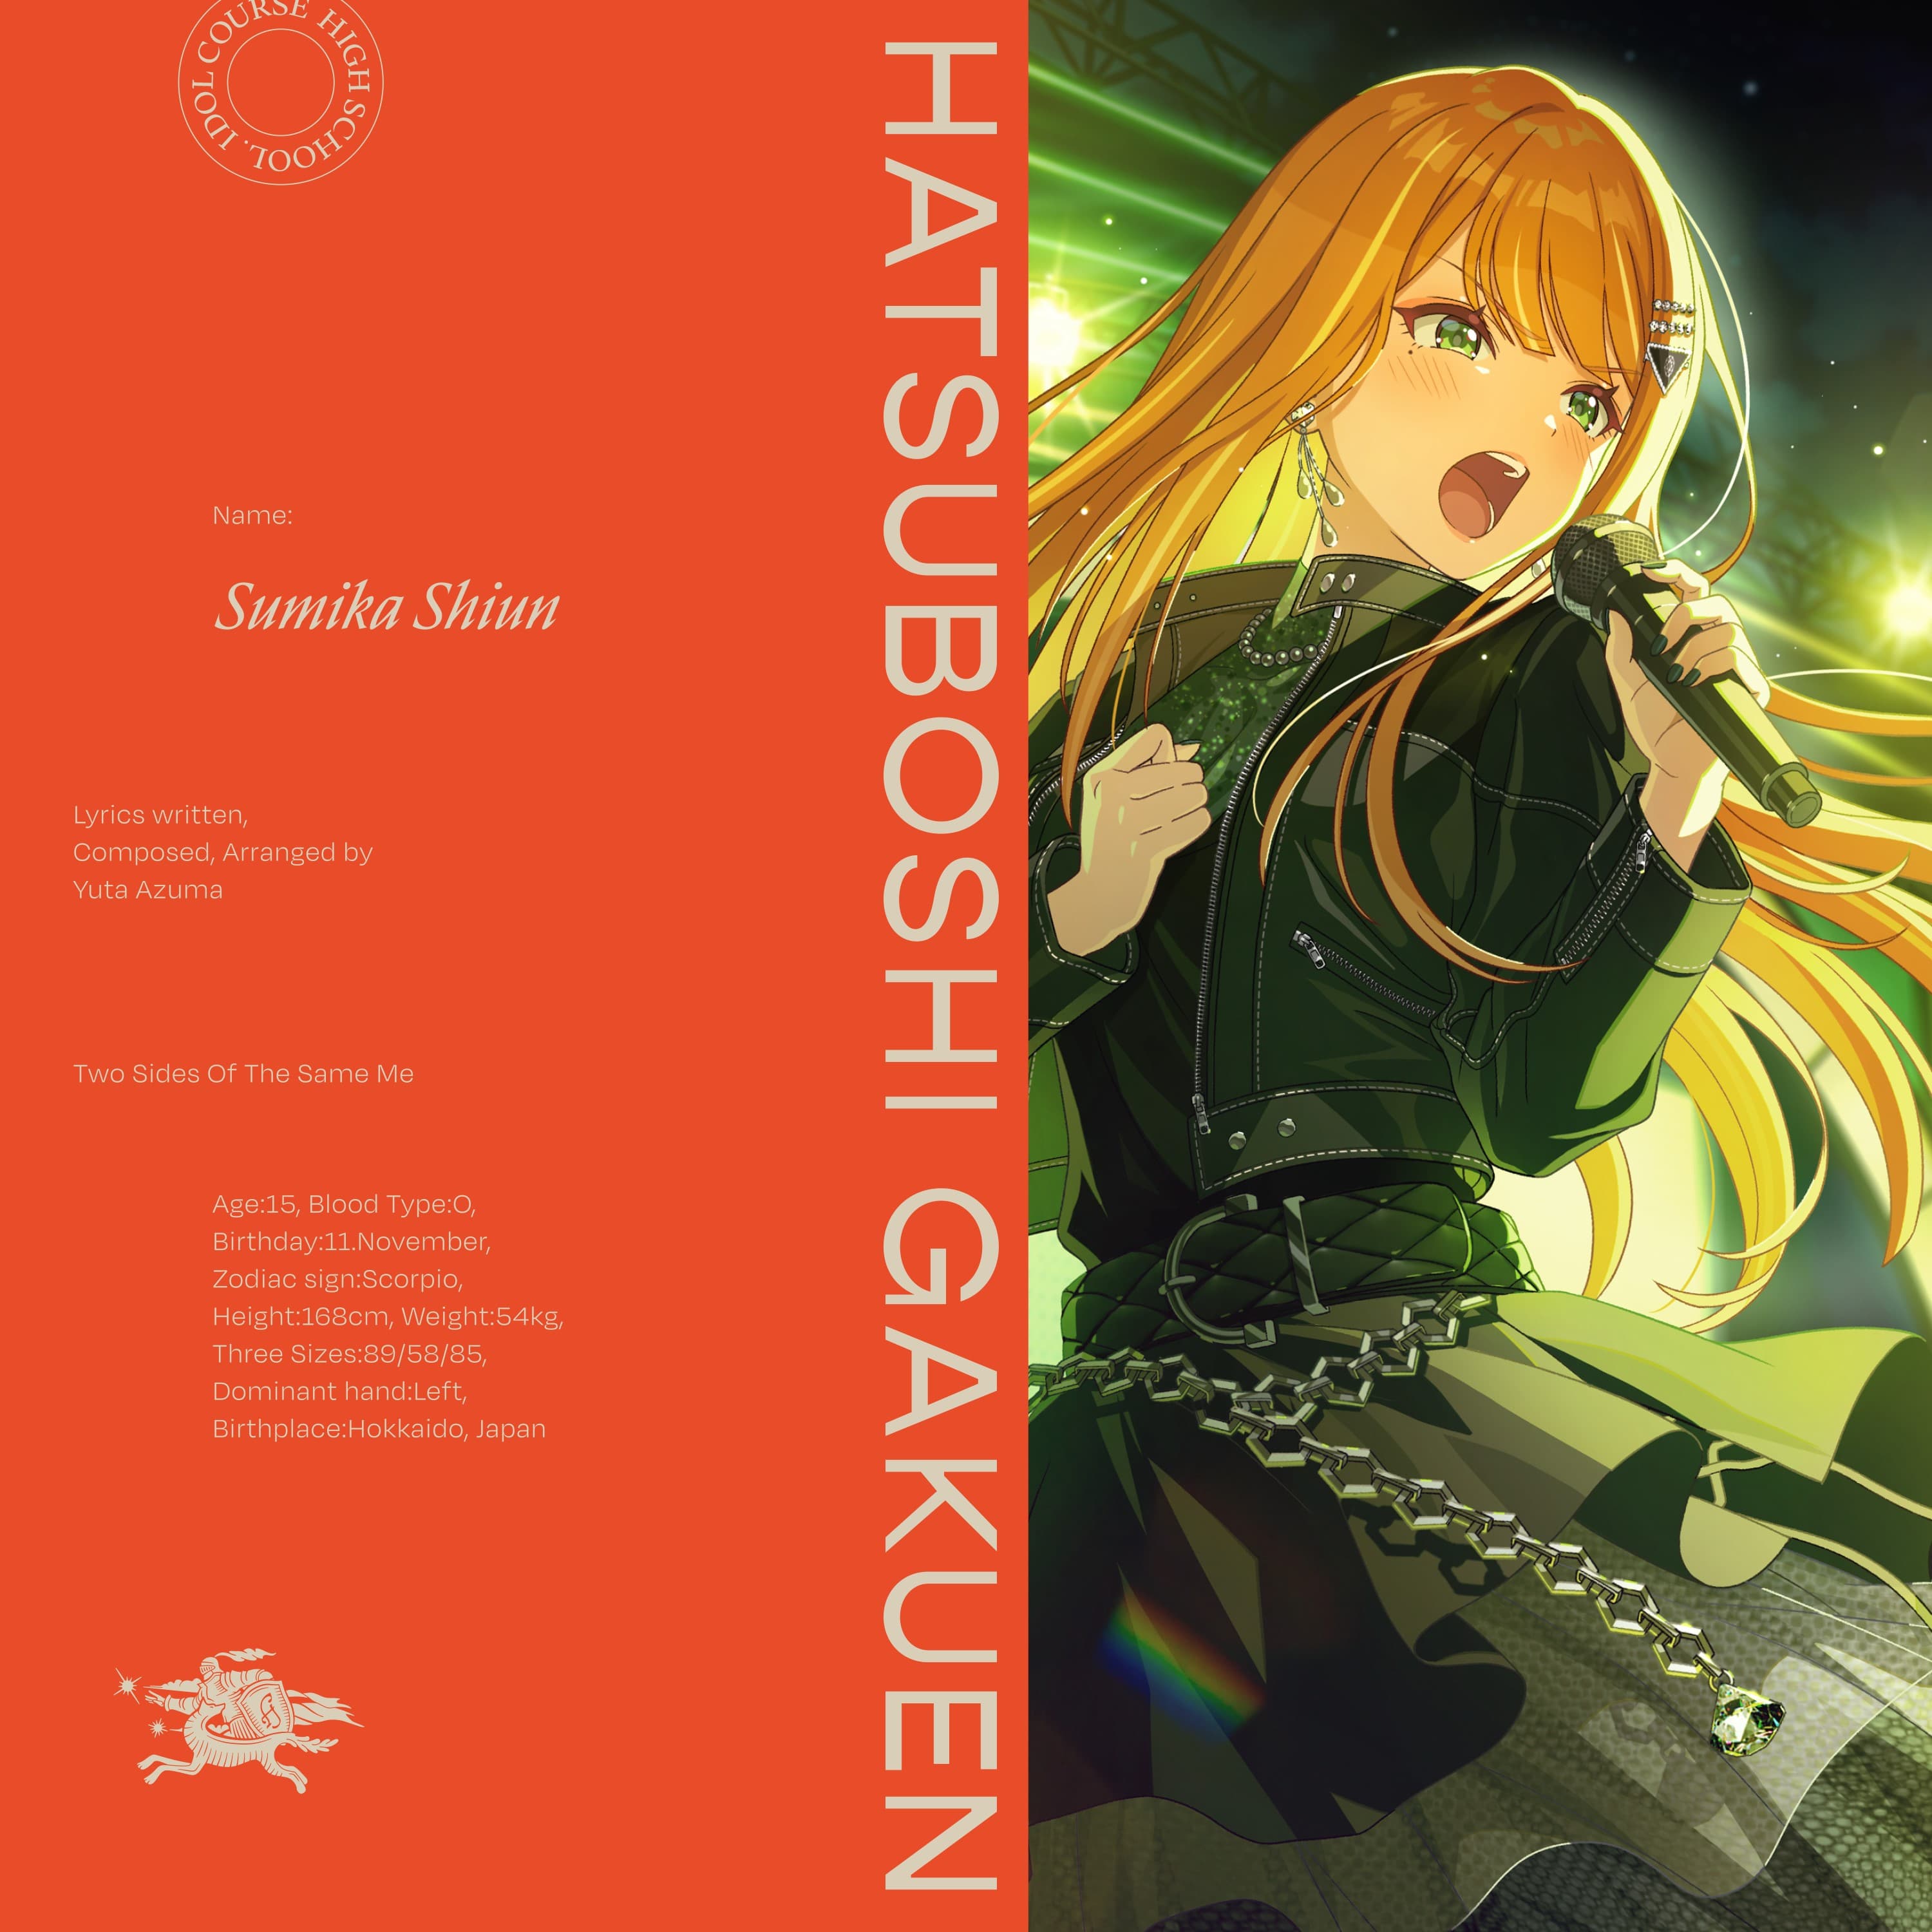 IDOL COURSE HIGH SCHOOL.
HATSUBOSHI GAKUEN
Name:
Sumika Shiun
Lyrics written,
Composed, Arranged by
Yuta Azuma
Two Sides Of The Same Me
Age:15, Blood Type:O,
Birthday:11.November,
Zodiac sign:Scorpio,
Height:168cm, Weight:54kg,
Three Sizes:89/58/85,
Dominant hand:Left,
Birthplace:Hokkaido, Japan